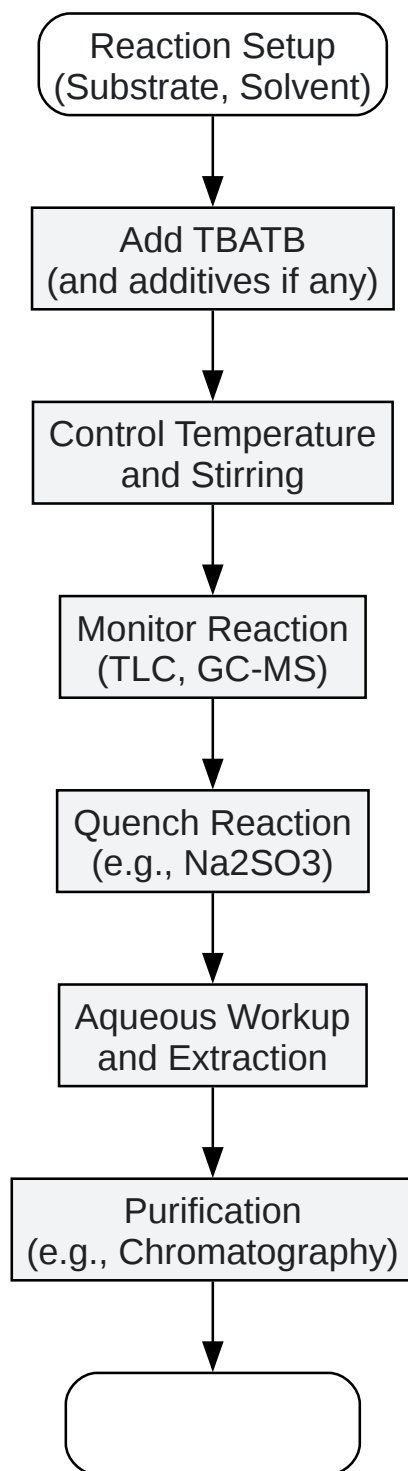 Reaction Setup
(Substrate, Solvent)
Add TBATB
(and additives if any)
Control Temperature
and Stirring
Monitor Reaction
(TLC, GC-MS)
Quench Reaction
(e.g., Na2SO3)
Aqueous Workup
and Extraction
Purification
(e.g., Chromatography)